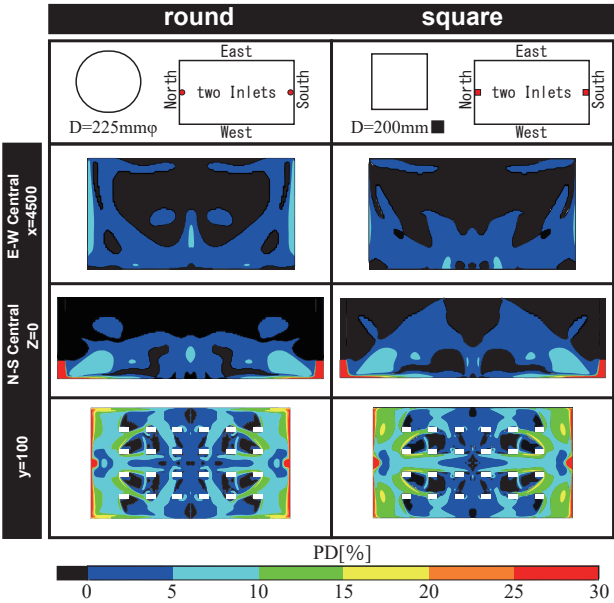 round square
East East
North two Inlets South North two Inlets South
D=225mmφ West D=200mm■ West
E-W Central
x=4500
N-S Central
Z=0
y=100
PD[%]
0 5 10 15 20 25 30